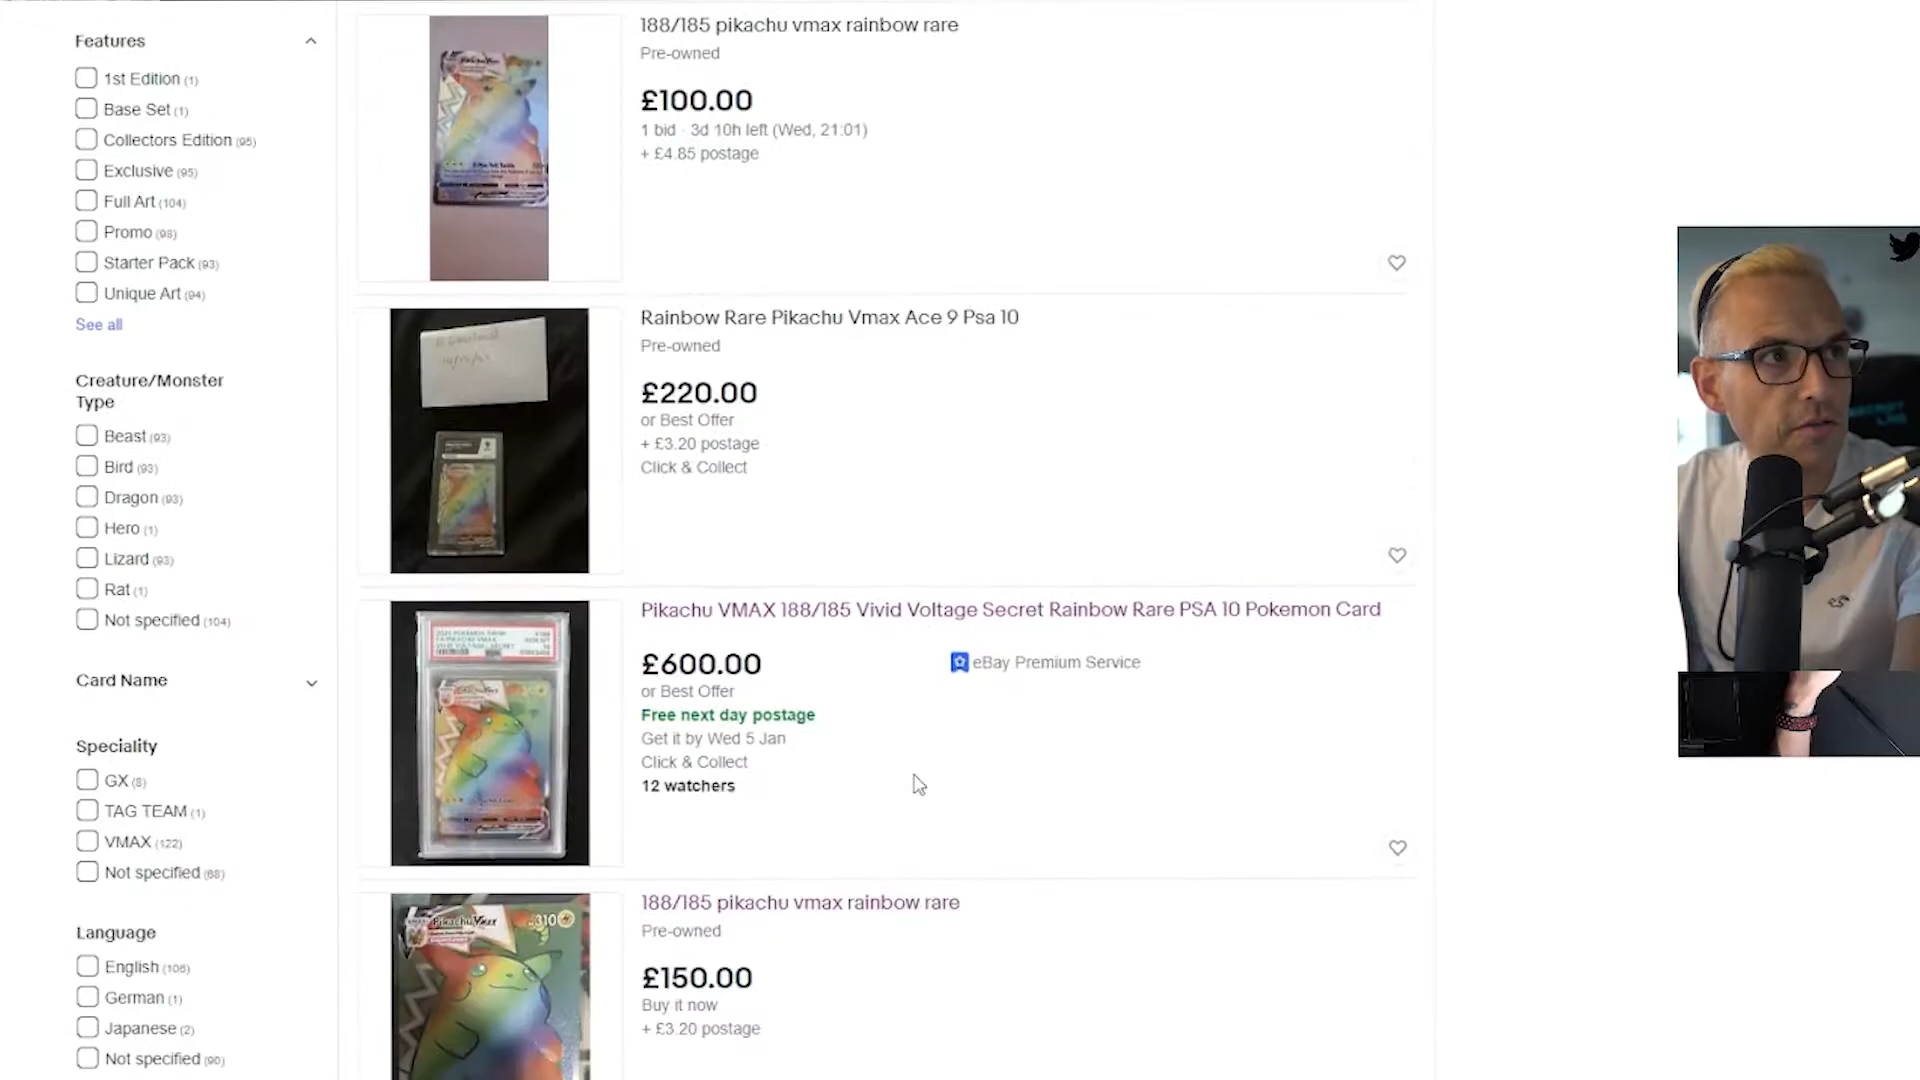 Features
1st Edition (1)
Base Set (1)
Collectors Edition (95)
Exclusive (95)
Full Art (104)
Promo (98)
Starter Pack (93)
Unique Art (94)
See all
Creature/Monster
Type
Beast (93)
Bird (93)
Dragon (93)
Hero (1)
Lizard (93)
Rat (1)
Not specified (104)
Card Name
Speciality
GX (8)
TAG TEAM (1)
VMAX (122)
Not specified (68)
Language
English (106)
German (1)
Japanese (2)
Not specified (90)
188/185 pikachu vmax rainbow rare
Pre-owned
£100.00
1 bid · 3d 10h left (Wed, 21:01)
+ £4.85 postage
Rainbow Rare Pikachu Vmax Ace 9 Psa 10
Pre-owned
£220.00
or Best Offer
+ £3.20 postage
Click & Collect
Pikachu VMAX 188/185 Vivid Voltage Secret Rainbow Rare PSA 10 Pokemon Card
£600.00
eBay Premium Service
or Best Offer
Free next day postage
Get it by Wed 5 Jan
Click & Collect
12 watchers
188/185 pikachu vmax rainbow rare
Pre-owned
£150.00
Buy it now
+ £3.20 postage
Pikachu VMAX 310